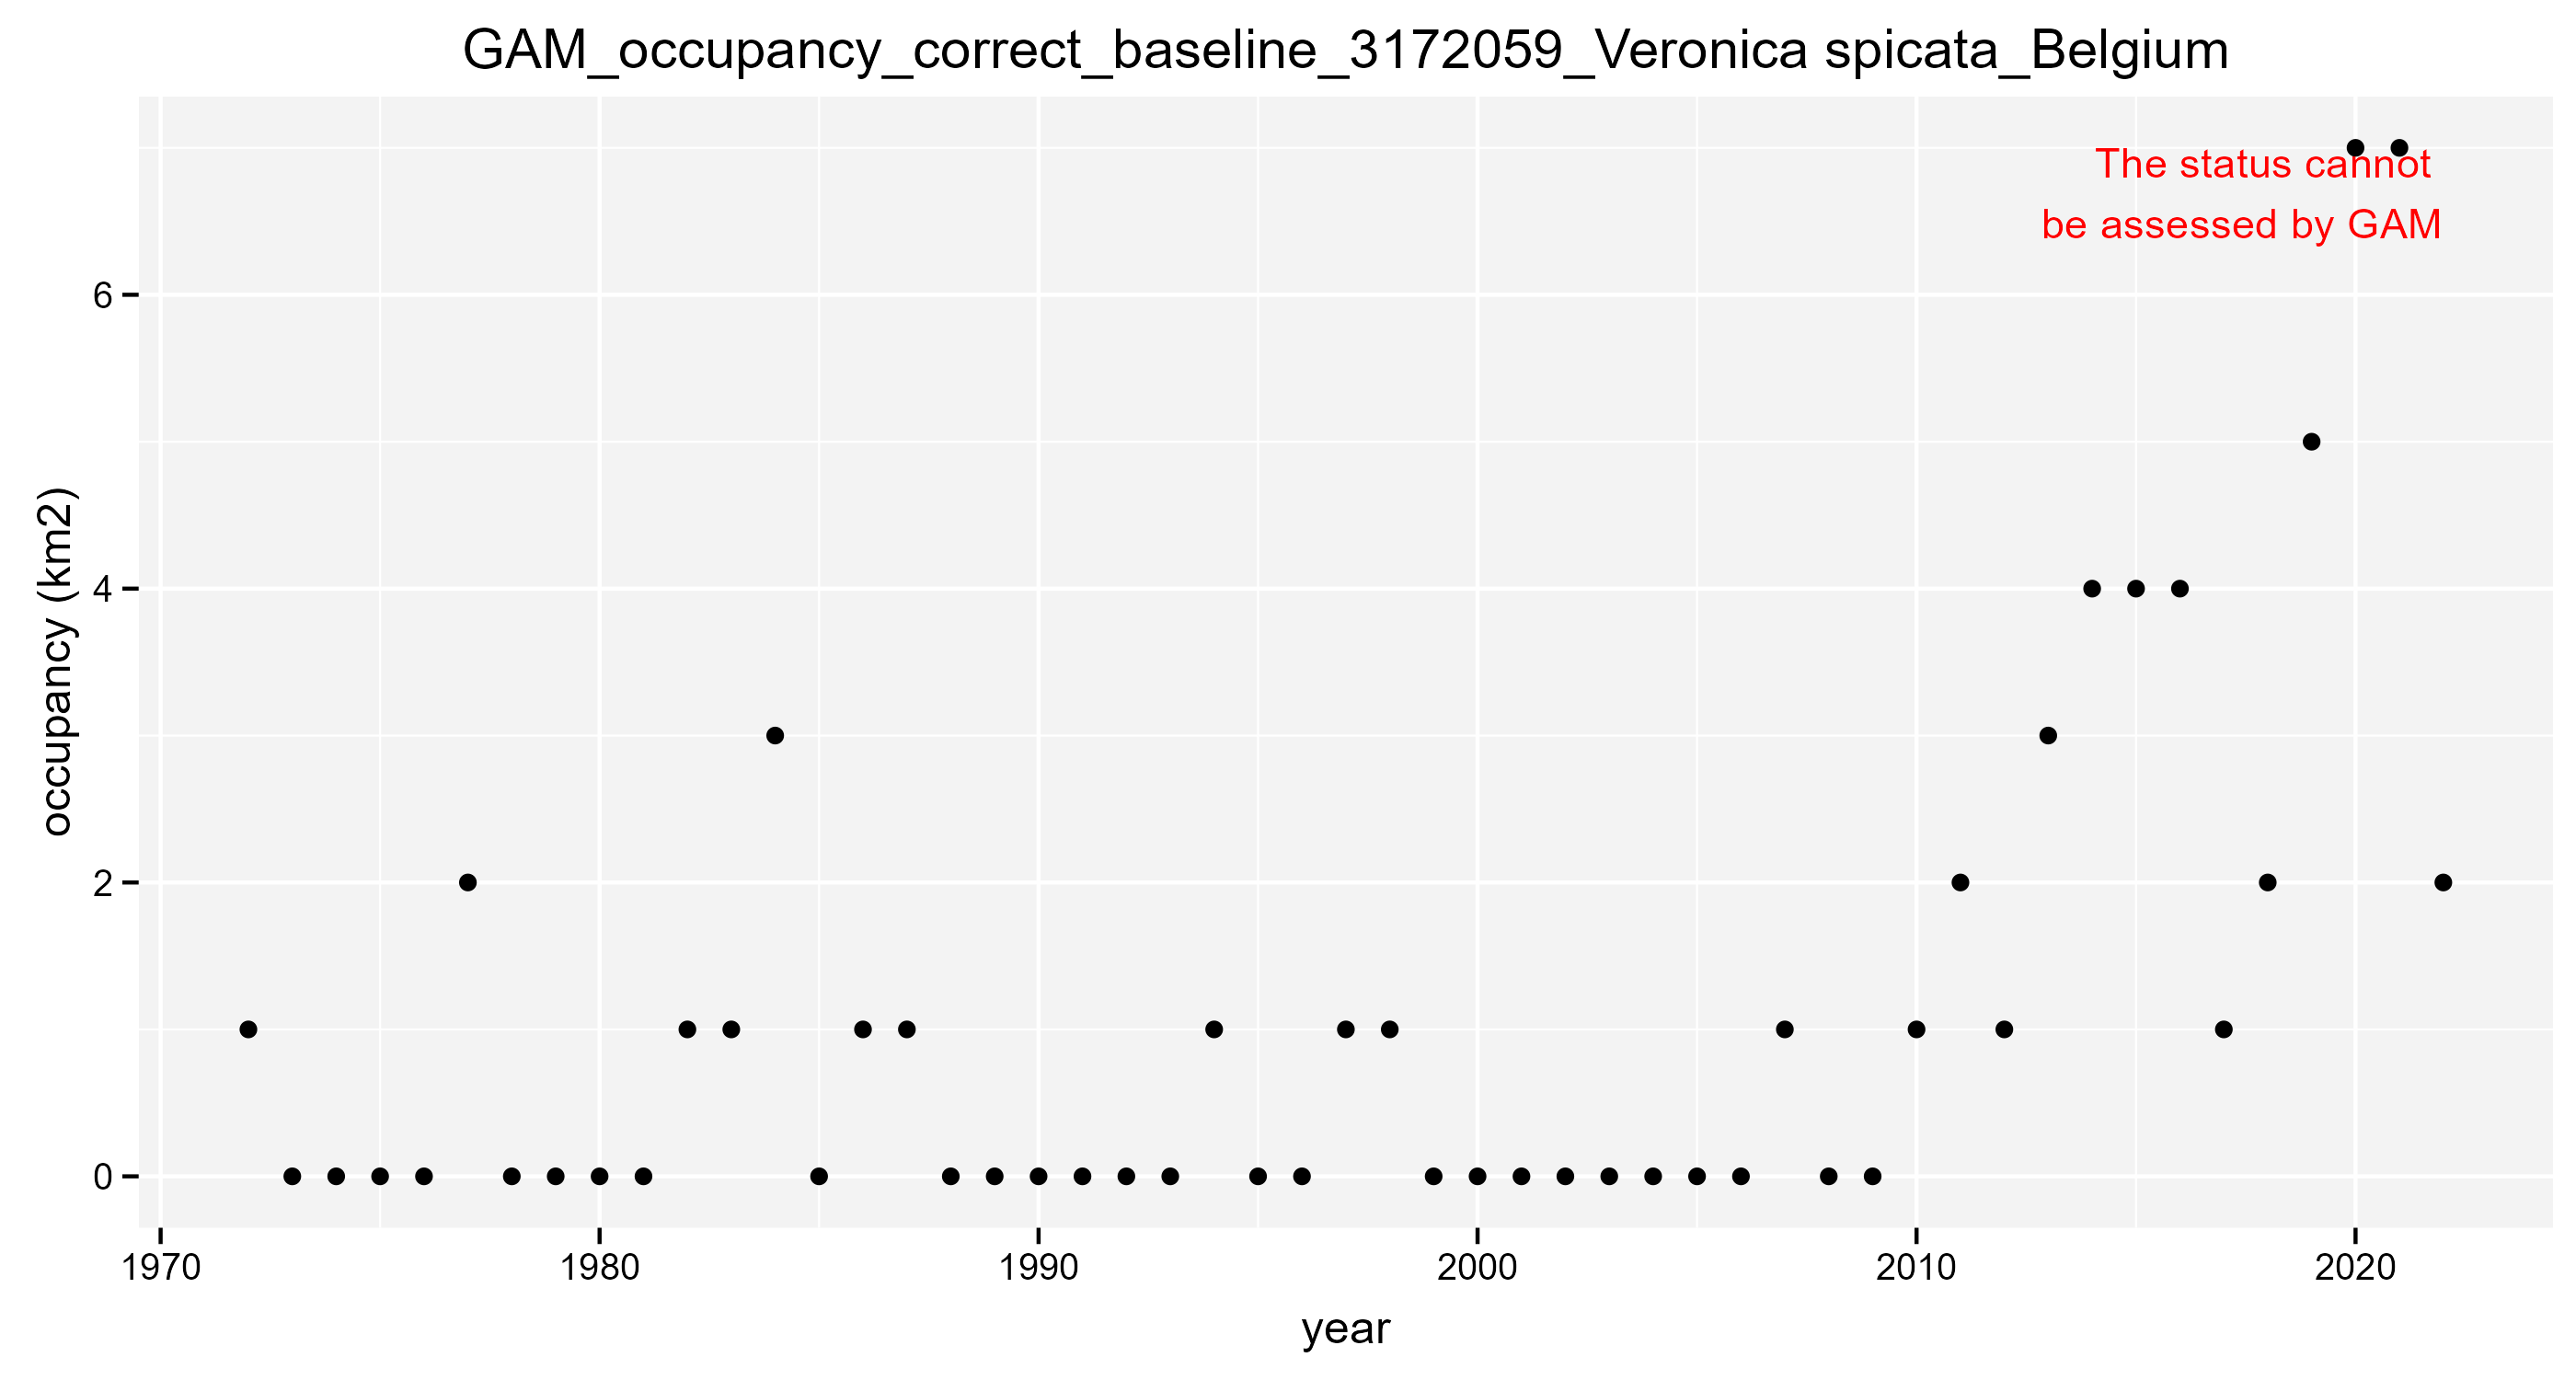 GAM_occupancy_correct_baseline_3172059_Veronica spicata_Belgium
The status cannot
be assessed by GAM
occupancy (km2)
6
4
2
0
1970 1980 1990 2000 2010 2020
year